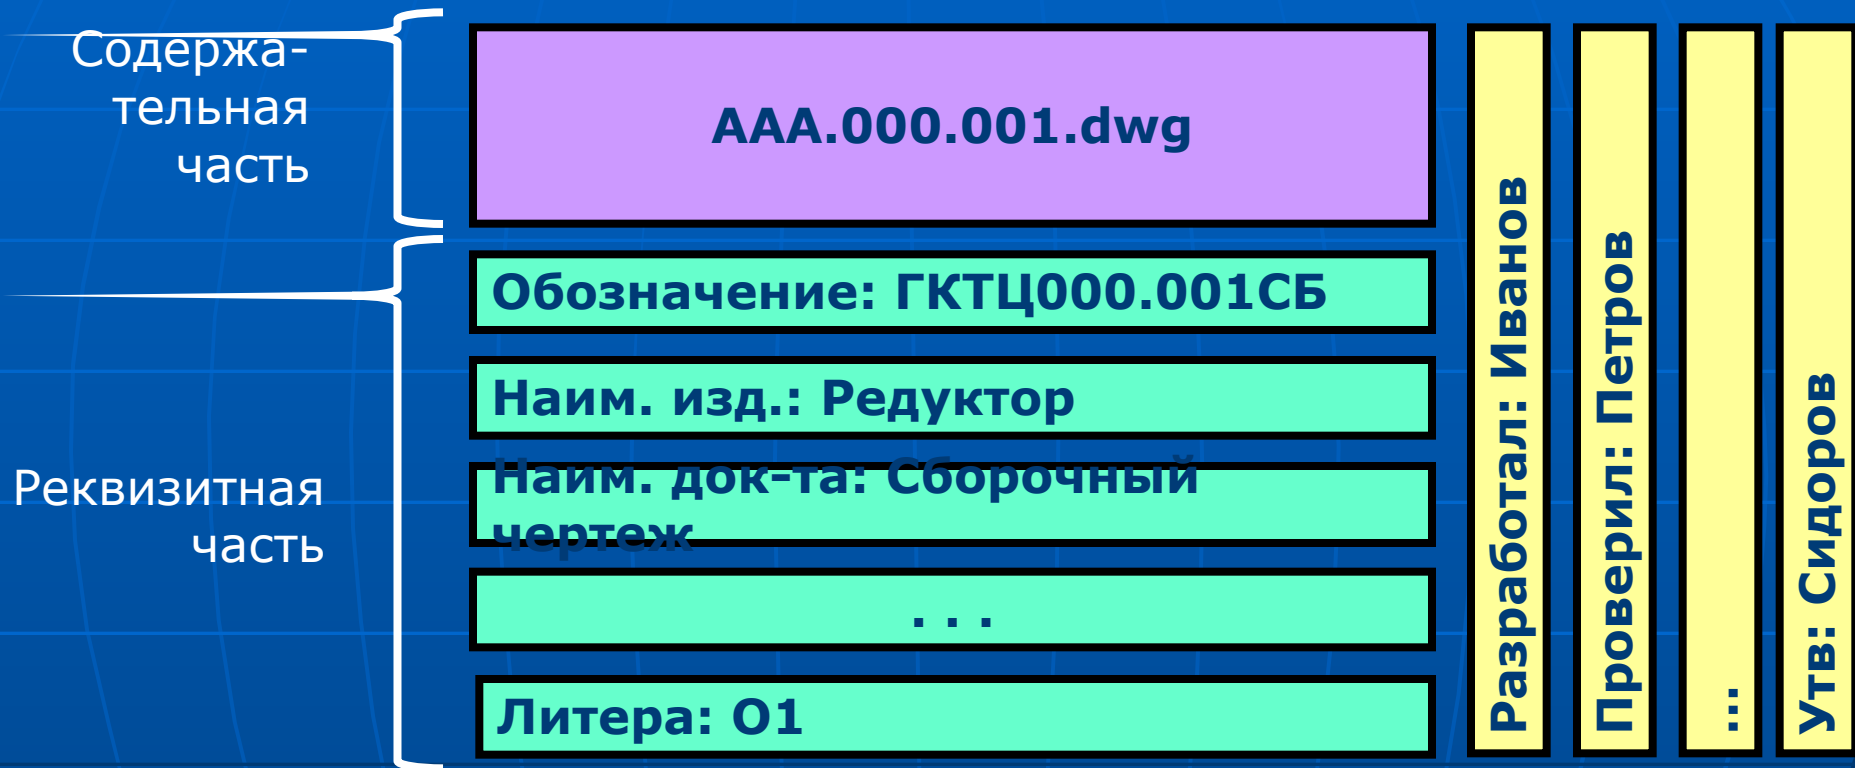 Содержа-
тельная
часть
AAA.000.001.dwg
Обозначение: ГКТЦ000.001СБ
Наим. изд.: Редуктор
Наим. док-та: Сборочный
чертеж
Реквизитная
часть
. . .
Литера: О1
Разработал: Иванов
Проверил: Петров
...
Утв: Сидоров